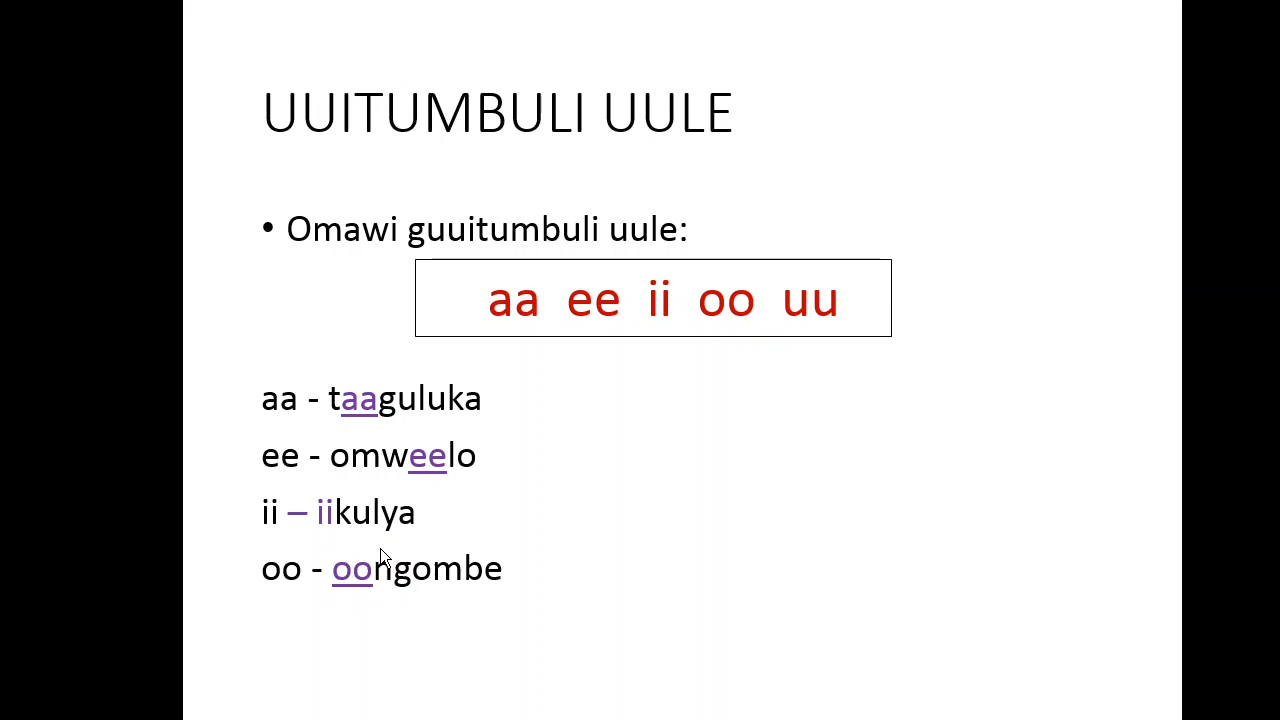 UUITUMBULI UULE
• Omawi guuitumbuli uule:
aa ee ii oo uu
aa - taaguluka
ee - omweelo
ii – iikulya
oo - oongombe